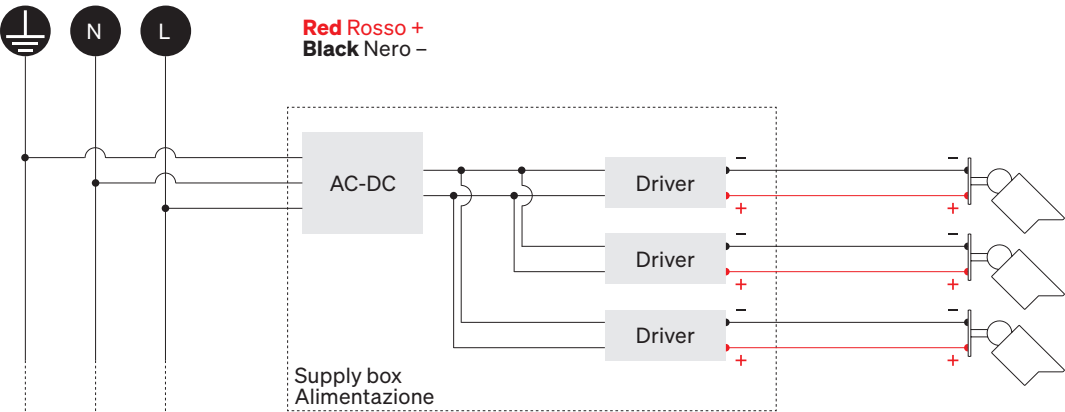 N
L
Red Rosso +
Black Nero –
AC-DC
Driver
–
+
–
+
Driver
–
+
–
+
Driver
–
+
–
+
Supply box
Alimentazione